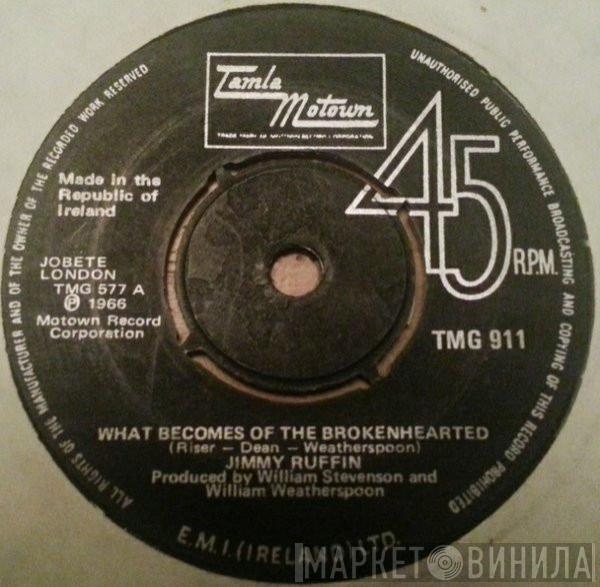 Tamla
Motown
TRADE MARK OF MOTOWN RECORD CORPORATION
45
R.P.M.
Made in the
Republic of
Ireland
JOBETE
LONDON
TMG 577 A
℗ 1966
Motown Record
Corporation
TMG 911
WHAT BECOMES OF THE BROKENHEARTED
(Riser – Dean – Weatherspoon)
JIMMY RUFFIN
Produced by William Stevenson and
William Weatherspoon
E.M.I. (IRELAND) LTD.
ALL RIGHTS OF THE MANUFACTURER AND OF THE OWNER OF THE RECORDED WORK RESERVED
UNAUTHORISED PUBLIC PERFORMANCE BROADCASTING AND COPYING OF THIS RECORD PROHIBITED
МАРКЕТ ВИНИЛА